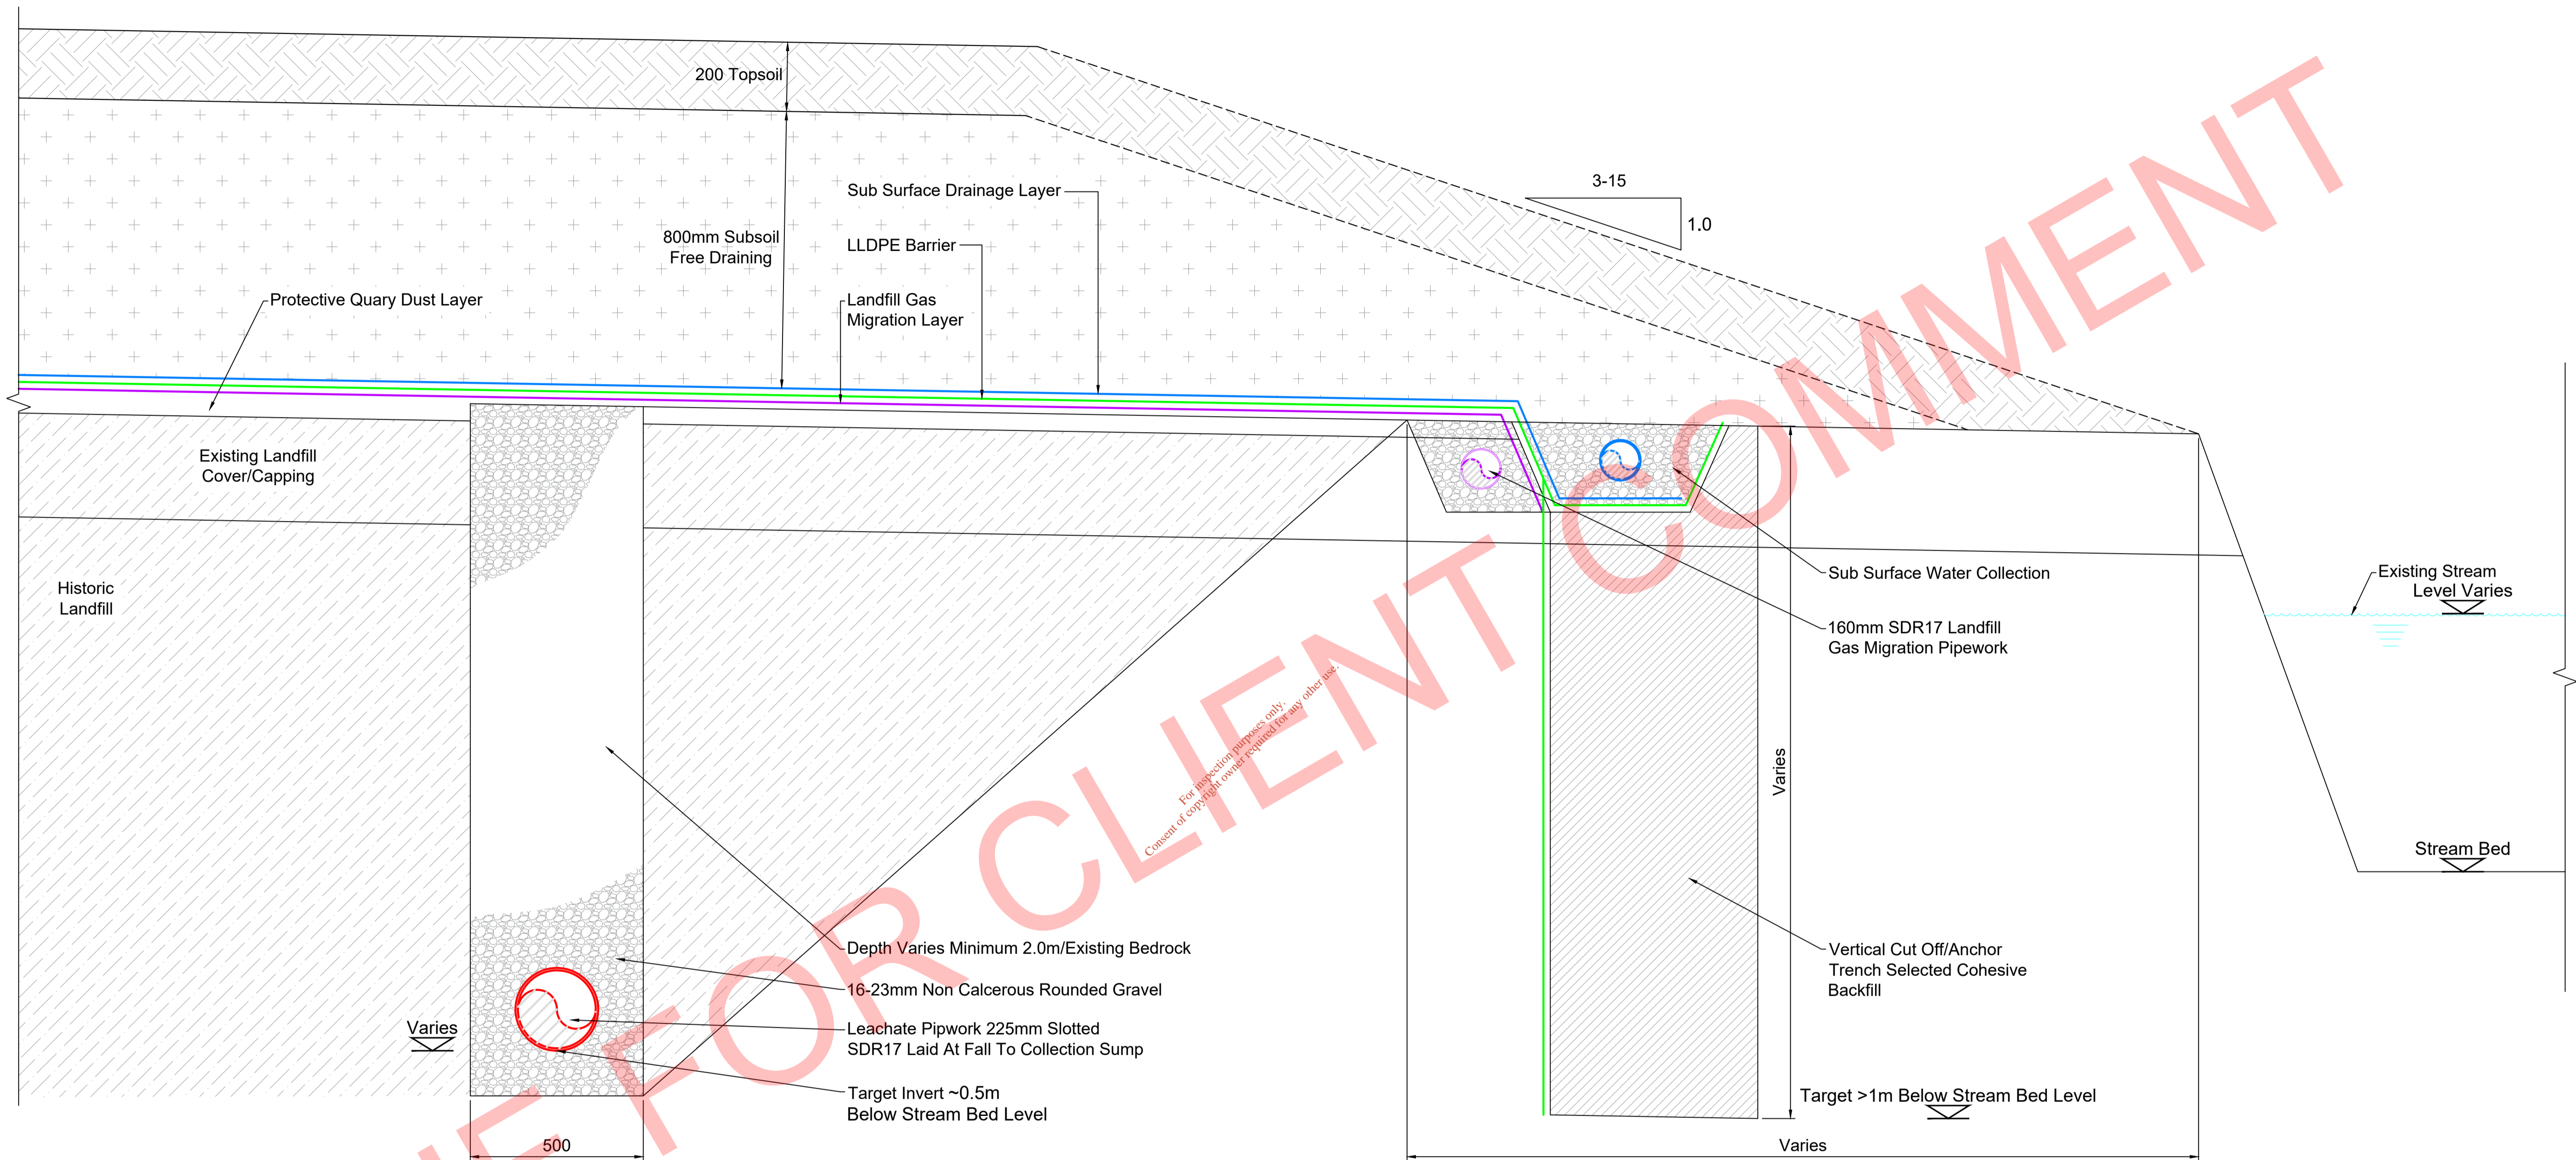 200 Topsoil
3-15
1.0
Sub Surface Drainage Layer
800mm Subsoil
Free Draining
LLDPE Barrier
Protective Quary Dust Layer
Landfill Gas
Migration Layer
Existing Landfill
Cover/Capping
Historic
Landfill
Sub Surface Water Collection
Existing Stream
Level Varies
160mm SDR17 Landfill
Gas Migration Pipework
For inspection purposes only.
Consent of copyright owner required for any other use.
Varies
Stream Bed
Depth Varies Minimum 2.0m/Existing Bedrock
Vertical Cut Off/Anchor
Trench Selected Cohesive
Backfill
16-23mm Non Calcerous Rounded Gravel
Varies
Leachate Pipwork 225mm Slotted
SDR17 Laid At Fall To Collection Sump
Target Invert ~0.5m
Below Stream Bed Level
Target >1m Below Stream Bed Level
500
Varies
FOR CLIENT COMMENT